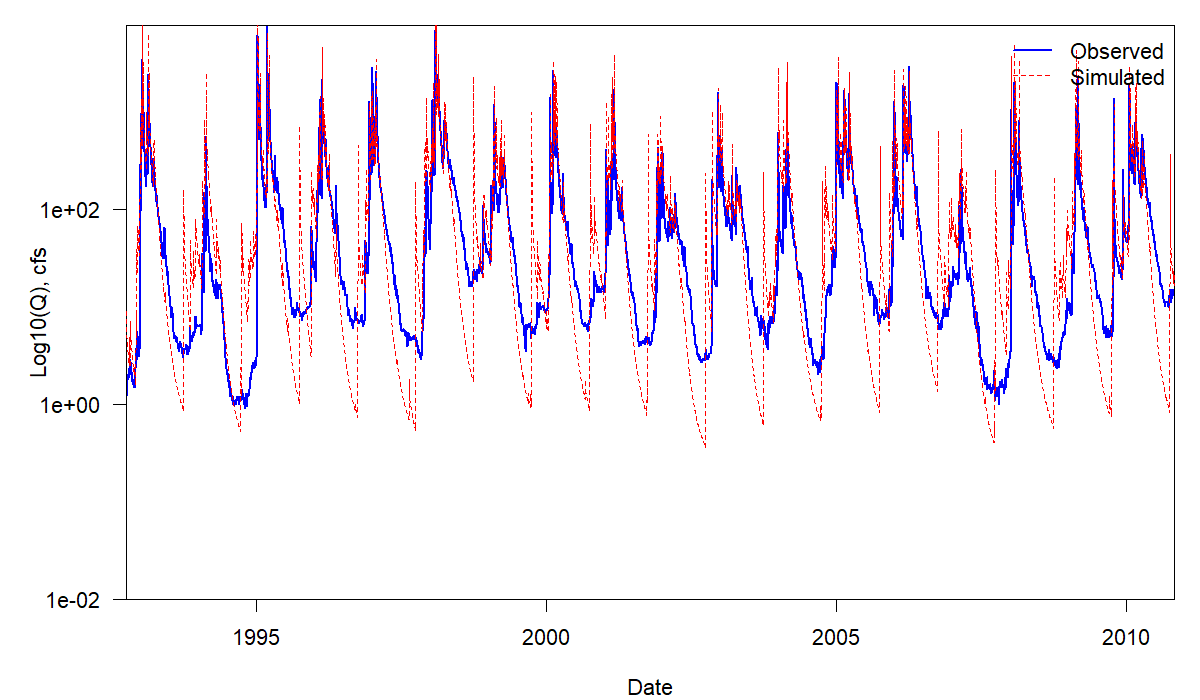 Observed
Simulated
Log10(Q), cfs
1e+02
1e+00
1e-02
1995
2000
2005
2010
Date